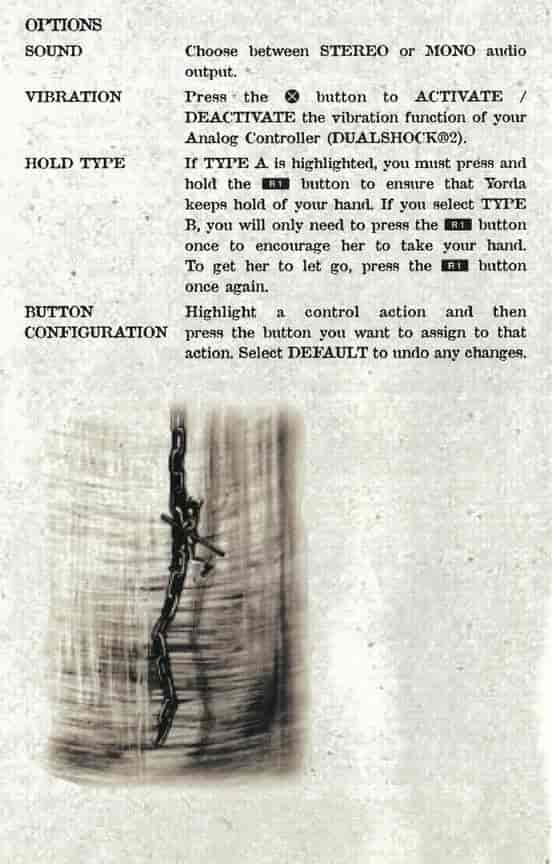 OPTIONS
SOUND Choose between STEREO or MONO audio
output.
VIBRATION Press the ⊗ button to ACTIVATE /
DEACTIVATE the vibration function of your
Analog Controller (DUALSHOCK®2).
HOLD TYPE If TYPE A is highlighted, you must press and
hold the R1 button to ensure that Yorda
keeps hold of your hand. If you select TYPE
B, you will only need to press the R1 button
once to encourage her to take your hand.
To get her to let go, press the R1 button
once again.
BUTTON Highlight a control action and then
CONFIGURATION press the button you want to assign to that
action. Select DEFAULT to undo any changes.